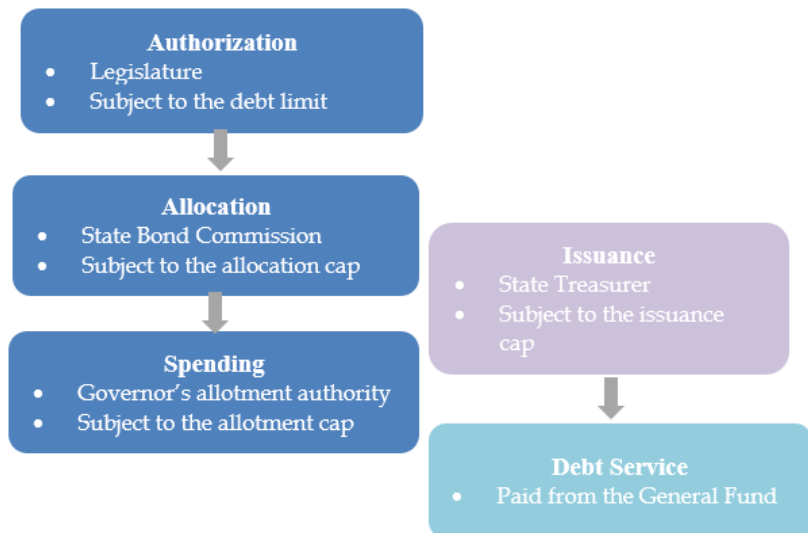 Authorization
• Legislature
• Subject to the debt limit
Allocation
• State Bond Commission
• Subject to the allocation cap
Spending
• Governor’s allotment authority
• Subject to the allotment cap
Issuance
• State Treasurer
• Subject to the issuance
cap
Debt Service
• Paid from the General Fund